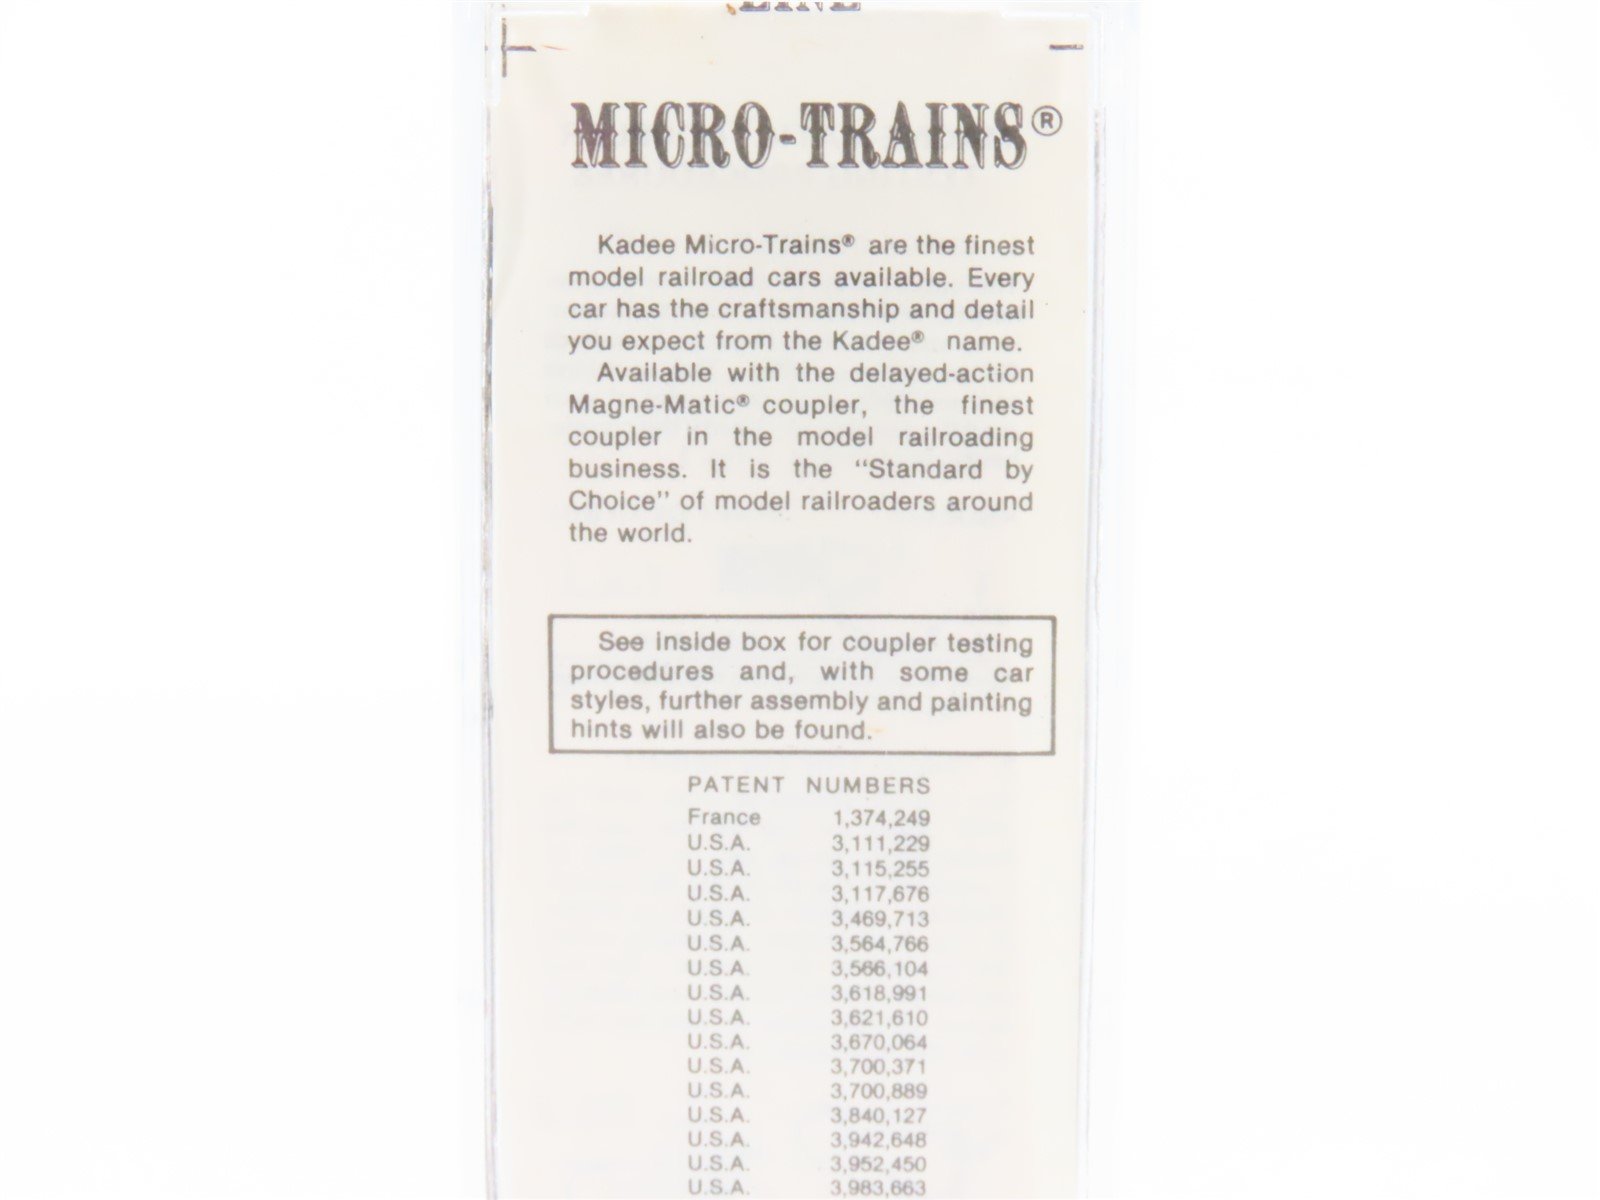 LINE
MICRO-TRAINS®
Kadee Micro-Trains® are the finest
model railroad cars available. Every
car has the craftsmanship and detail
you expect from the Kadee® name.
Available with the delayed-action
Magne-Matic® coupler, the finest
coupler in the model railroading
business. It is the "Standard by
Choice" of model railroaders around
the world.
See inside box for coupler testing
procedures and, with some car
styles, further assembly and painting
hints will also be found.
PATENT NUMBERS
France 1,374,249
U.S.A. 3,111,229
U.S.A. 3,115,255
U.S.A. 3,117,676
U.S.A. 3,469,713
U.S.A. 3,564,766
U.S.A. 3,566,104
U.S.A. 3,618,991
U.S.A. 3,621,610
U.S.A. 3,670,064
U.S.A. 3,700,371
U.S.A. 3,700,889
U.S.A. 3,840,127
U.S.A. 3,942,648
U.S.A. 3,952,450
U.S.A. 3,983,663